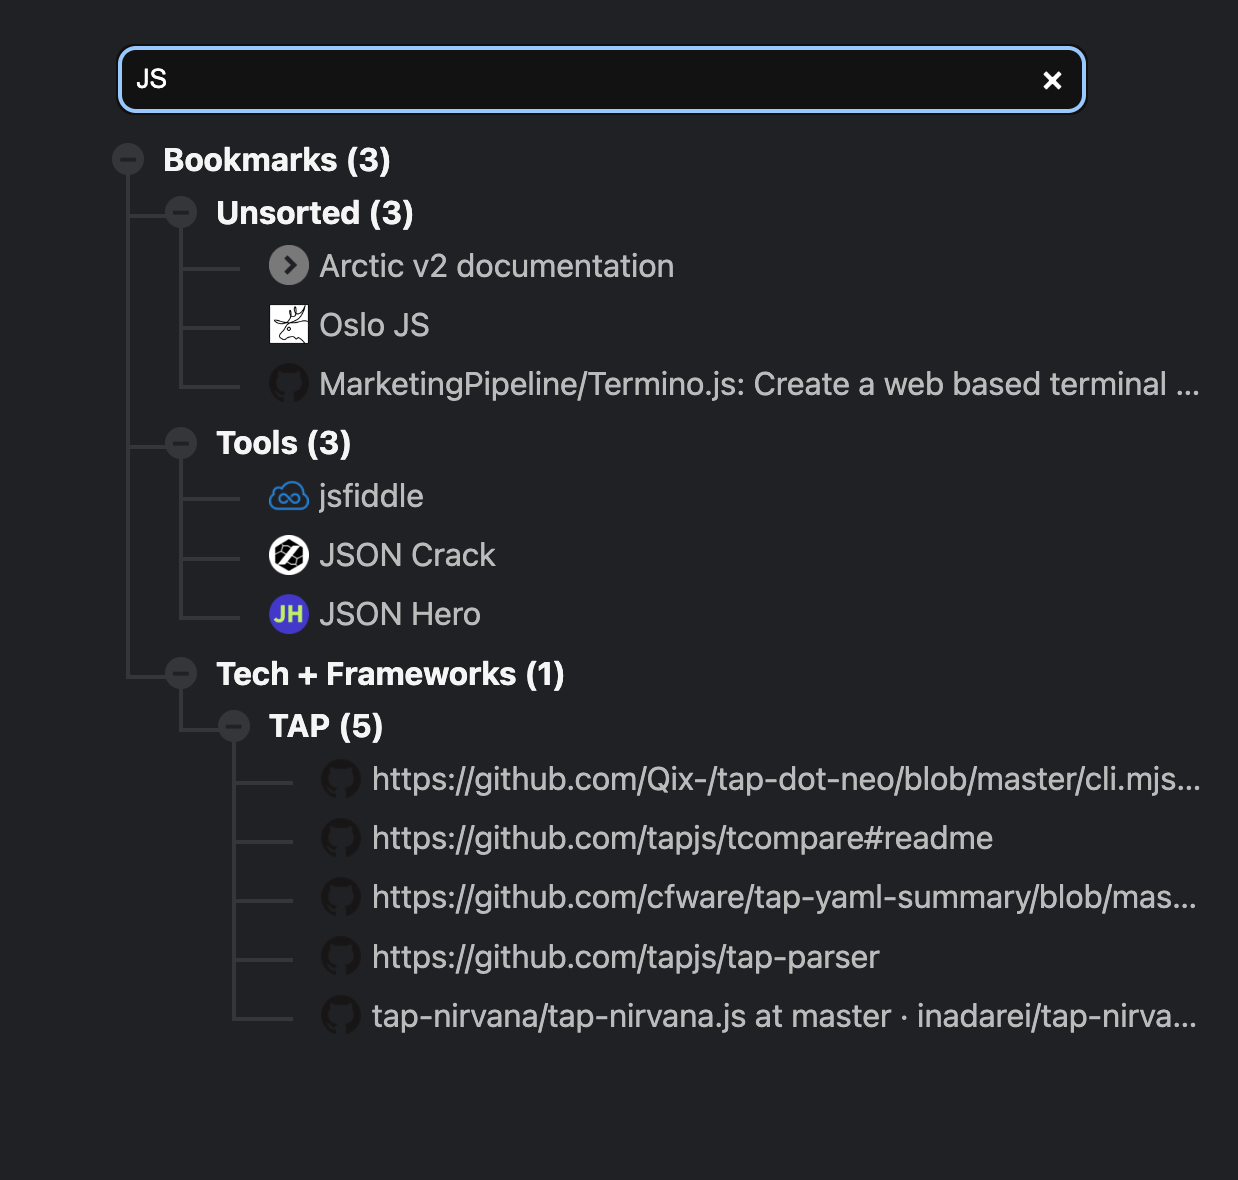 JS
Bookmarks (3)
Unsorted (3)
Arctic v2 documentation
Oslo JS
MarketingPipeline/Termino.js: Create a web based terminal ...
Tools (3)
jsfiddle
JSON Crack
JH JSON Hero
Tech + Frameworks (1)
TAP (5)
https://github.com/Qix-/tap-dot-neo/blob/master/cli.mjs...
https://github.com/tapjs/tcompare#readme
https://github.com/cfware/tap-yaml-summary/blob/mas...
https://github.com/tapjs/tap-parser
tap-nirvana/tap-nirvana.js at master · inadarei/tap-nirva...